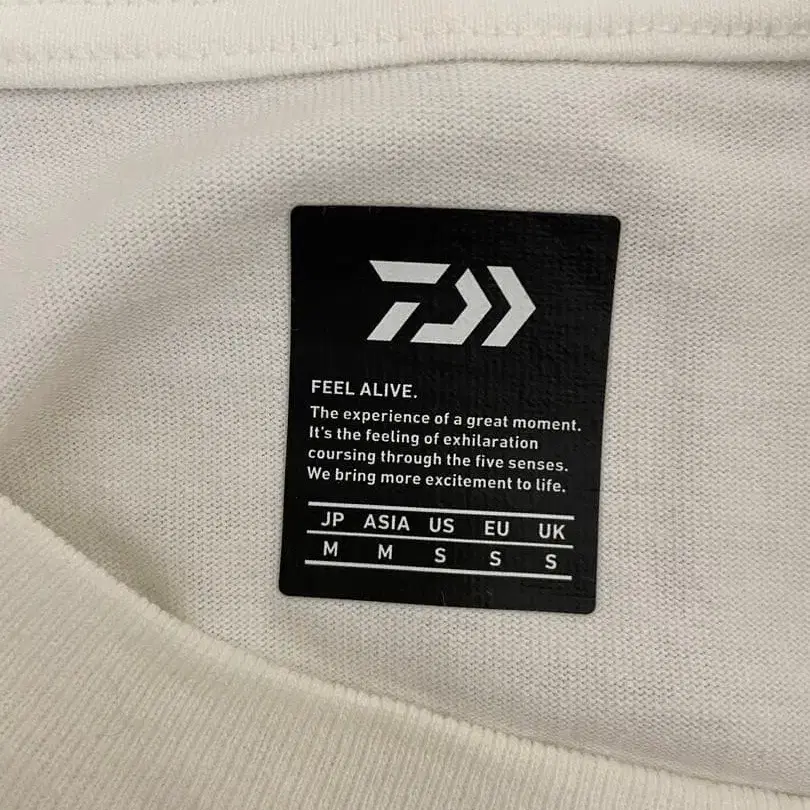 FEEL ALIVE.
The experience of a great moment.
It's the feeling of exhilaration
coursing through the five senses.
We bring more excitement to life.
JP ASIA US EU UK
M M S S S